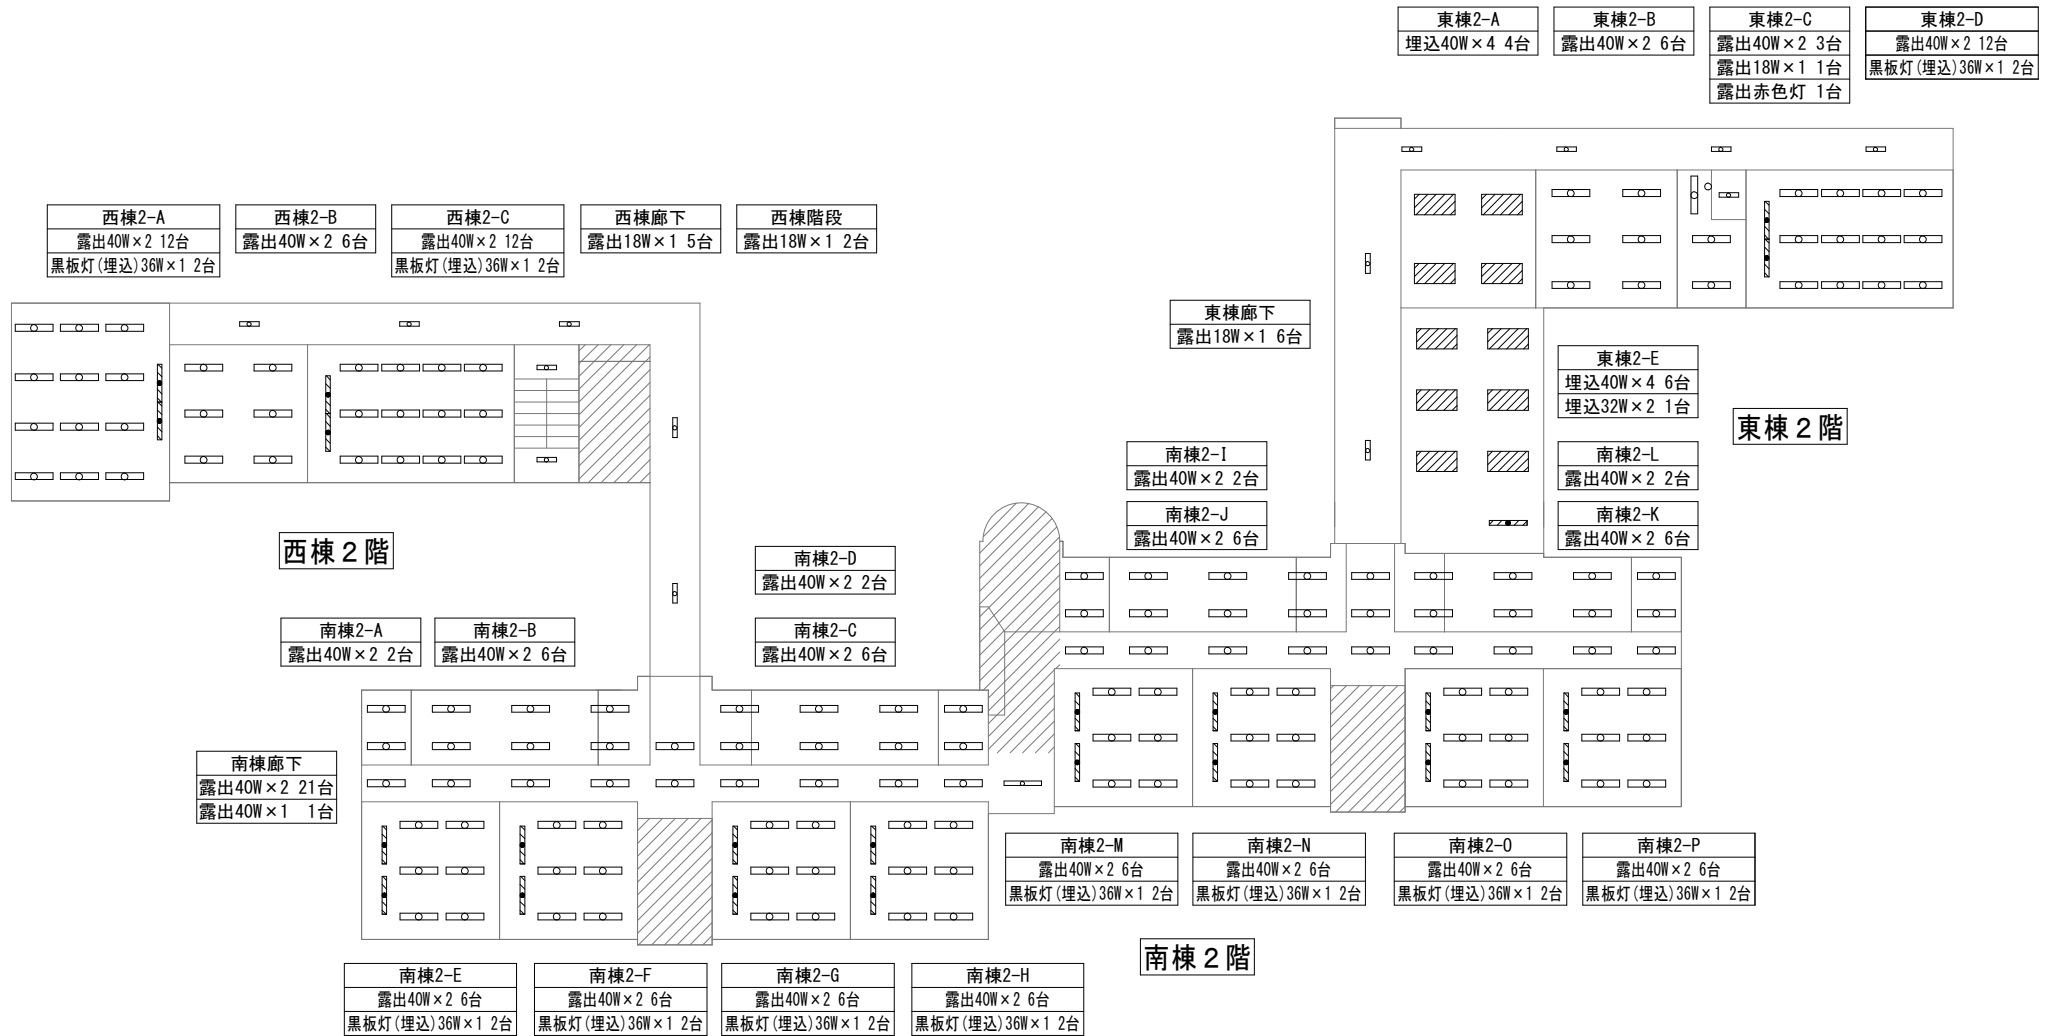 東棟2-A
埋込40W×4 4台
東棟2-B
露出40W×2 6台
東棟2-C
露出40W×2 3台
露出18W×1 1台
露出赤色灯 1台
東棟2-D
露出40W×2 12台
黒板灯(埋込)36W×1 2台
西棟2-A
露出40W×2 12台
黒板灯(埋込)36W×1 2台
西棟2-B
露出40W×2 6台
西棟2-C
露出40W×2 12台
黒板灯(埋込)36W×1 2台
西棟廊下
露出18W×1 5台
西棟階段
露出18W×1 2台
東棟廊下
露出18W×1 6台
東棟2-E
埋込40W×4 6台
埋込32W×2 1台
東棟2階
南棟2-I
露出40W×2 2台
南棟2-L
露出40W×2 2台
南棟2-J
露出40W×2 6台
南棟2-K
露出40W×2 6台
西棟2階
南棟2-D
露出40W×2 2台
南棟2-A
露出40W×2 2台
南棟2-B
露出40W×2 6台
南棟2-C
露出40W×2 6台
南棟廊下
露出40W×2 21台
露出40W×1 1台
南棟2-M
露出40W×2 6台
黒板灯(埋込)36W×1 2台
南棟2-N
露出40W×2 6台
黒板灯(埋込)36W×1 2台
南棟2-O
露出40W×2 6台
黒板灯(埋込)36W×1 2台
南棟2-P
露出40W×2 6台
黒板灯(埋込)36W×1 2台
南棟2階
南棟2-E
露出40W×2 6台
黒板灯(埋込)36W×1 2台
南棟2-F
露出40W×2 6台
黒板灯(埋込)36W×1 2台
南棟2-G
露出40W×2 6台
黒板灯(埋込)36W×1 2台
南棟2-H
露出40W×2 6台
黒板灯(埋込)36W×1 2台